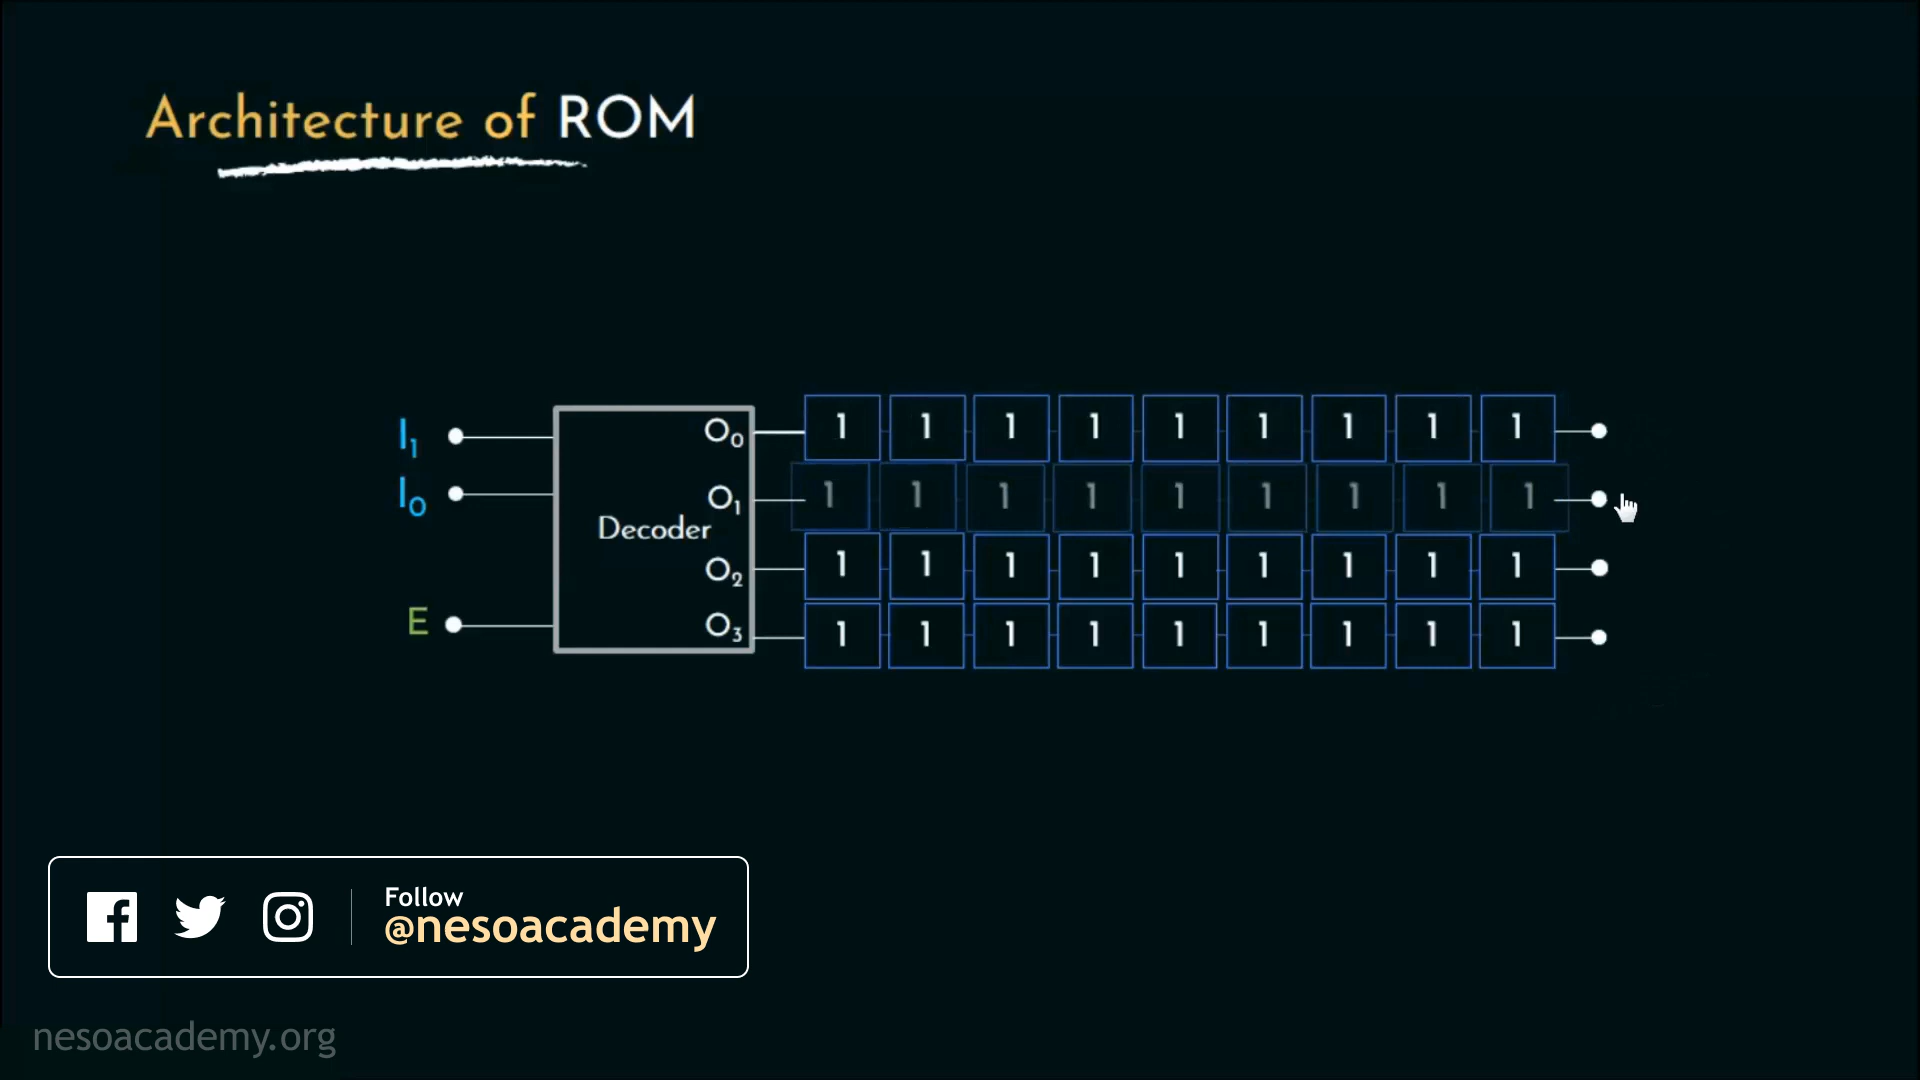 Architecture of ROM
I1
I0
E
Decoder
O0 1 1 1 1 1 1 1 1 1
O1 1 1 1 1 1 1 1 1 1
O2 1 1 1 1 1 1 1 1 1
O3 1 1 1 1 1 1 1 1 1
Follow
@nesoacademy
nesoacademy.org